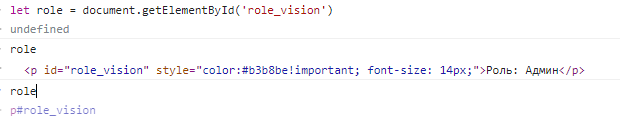 let role = document.getElementById('role_vision')
undefined
role
<p id="role_vision" style="color:#b3b8be!important; font-size: 14px;">Роль: Админ</p>
role
p#role_vision